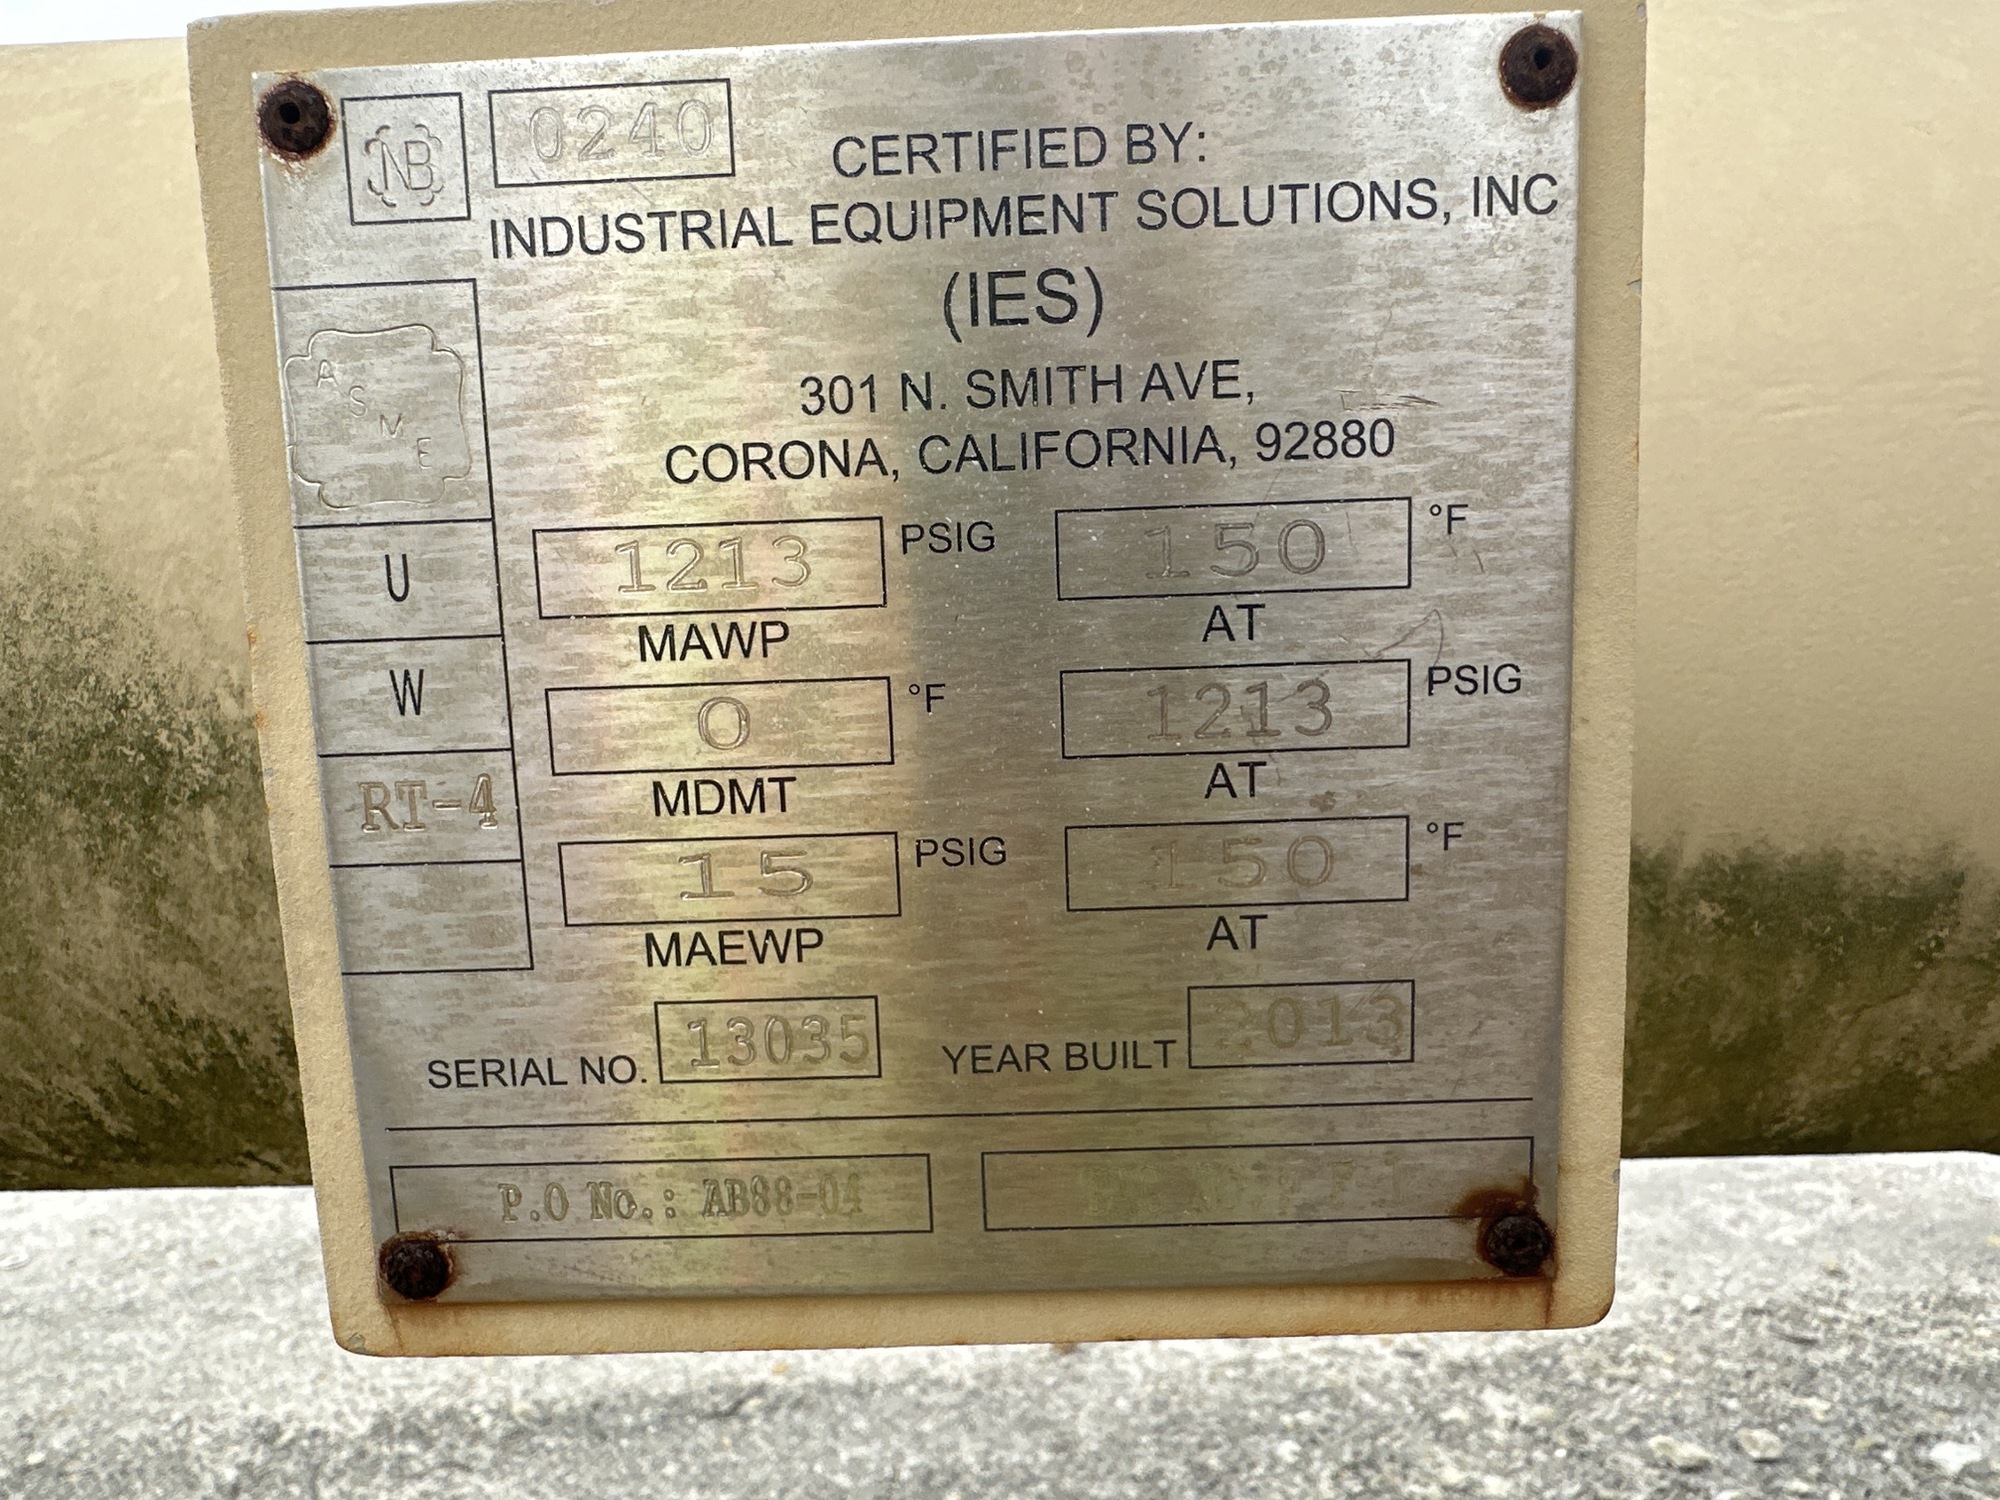 NB 0240
CERTIFIED BY:
INDUSTRIAL EQUIPMENT SOLUTIONS, INC
(IES)
301 N. SMITH AVE,
CORONA, CALIFORNIA, 92880
ASME
U
W
RT-4
1213 PSIG 150 °F
MAWP AT
0 °F 1213 PSIG
MDMT AT
15 PSIG 150 °F
MAEWP AT
SERIAL NO. 13035 YEAR BUILT 2013
P.O No.: AB88-04